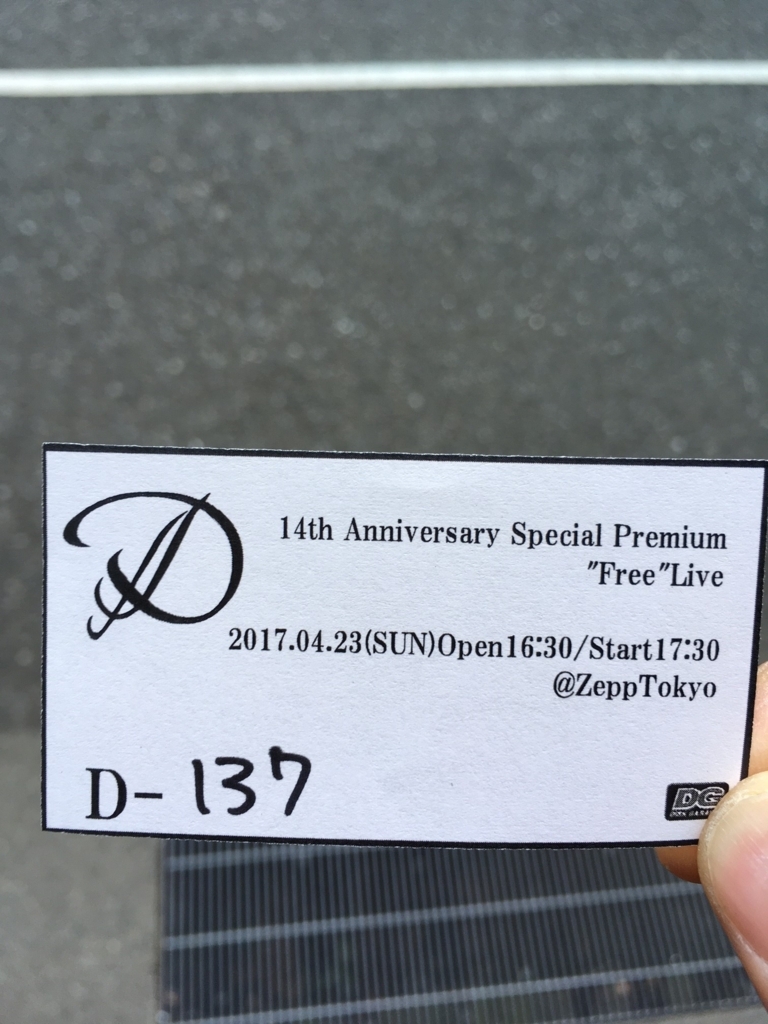 D
14th Anniversary Special Premium
"Free"Live
2017.04.23(SUN)Open16:30/Start17:30
@ZeppTokyo
D- 137
DG